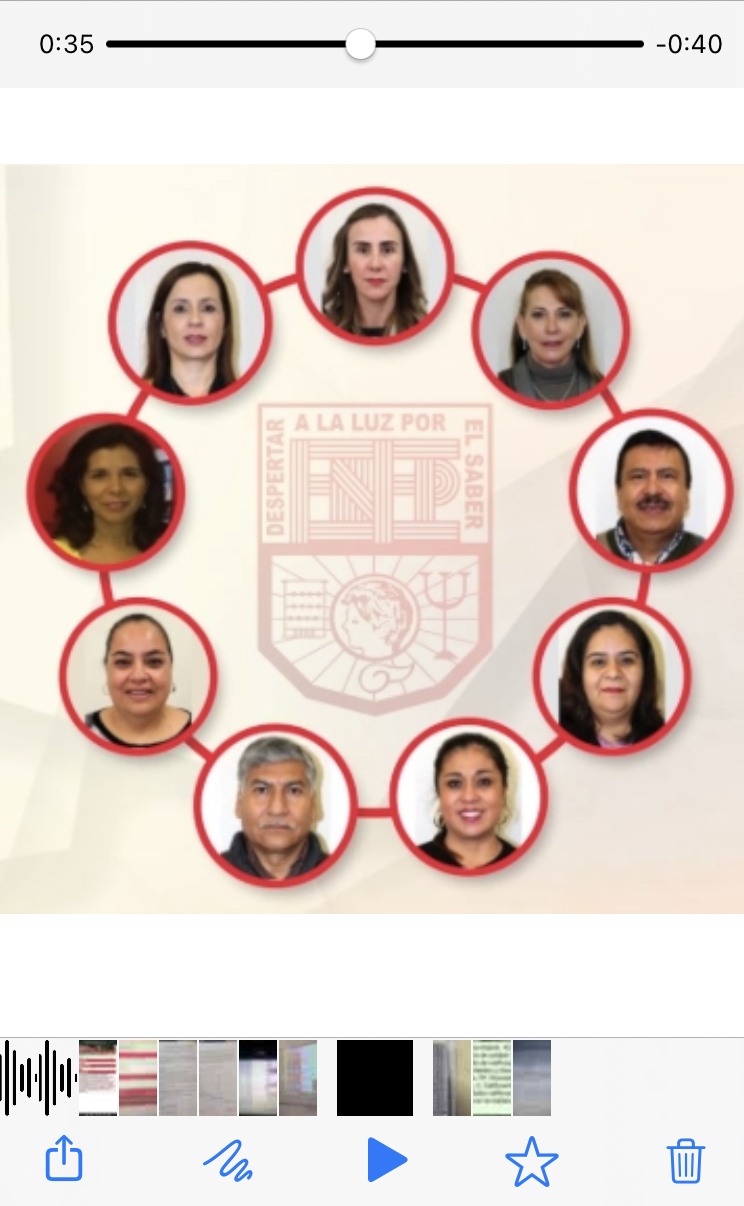 0:35
-0:40
DESPERTAR
A LA LUZ POR
EL SABER
ENP